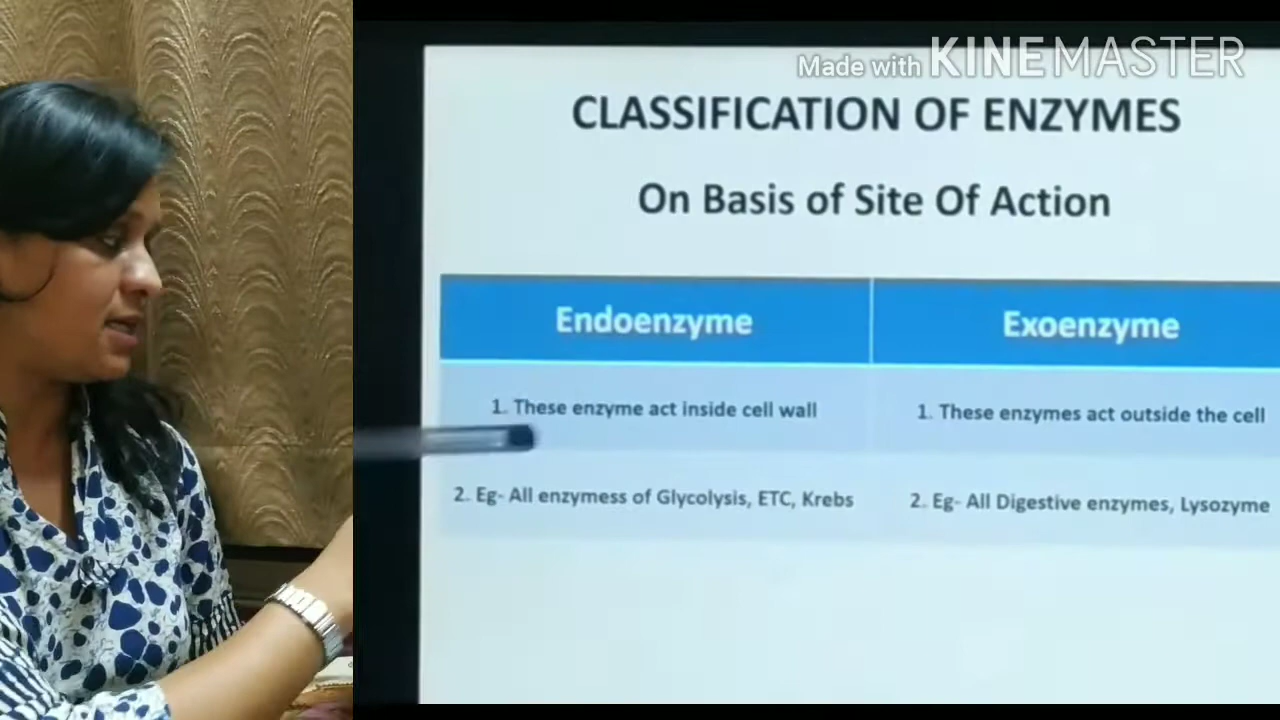 Made with KINEMASTER
CLASSIFICATION OF ENZYMES
On Basis of Site Of Action
Endoenzyme
Exoenzyme
1. These enzyme act inside cell wall
1. These enzymes act outside the cell
2. Eg- All enzymess of Glycolysis, ETC, Krebs
2. Eg- All Digestive enzymes, Lysozyme